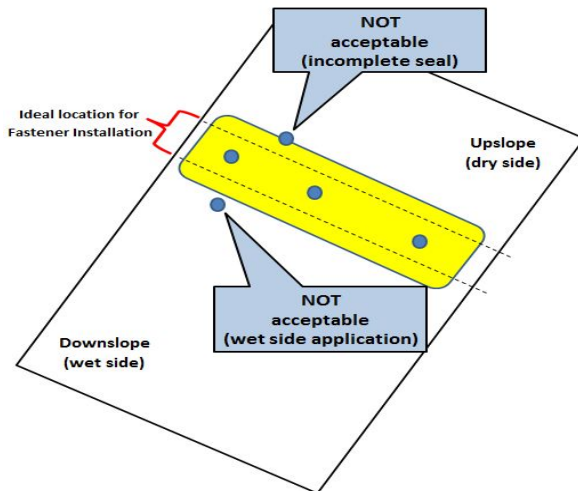 NOT
acceptable
(incomplete seal)
Ideal location for
Fastener Installation
Upslope
(dry side)
NOT
acceptable
(wet side application)
Downslope
(wet side)